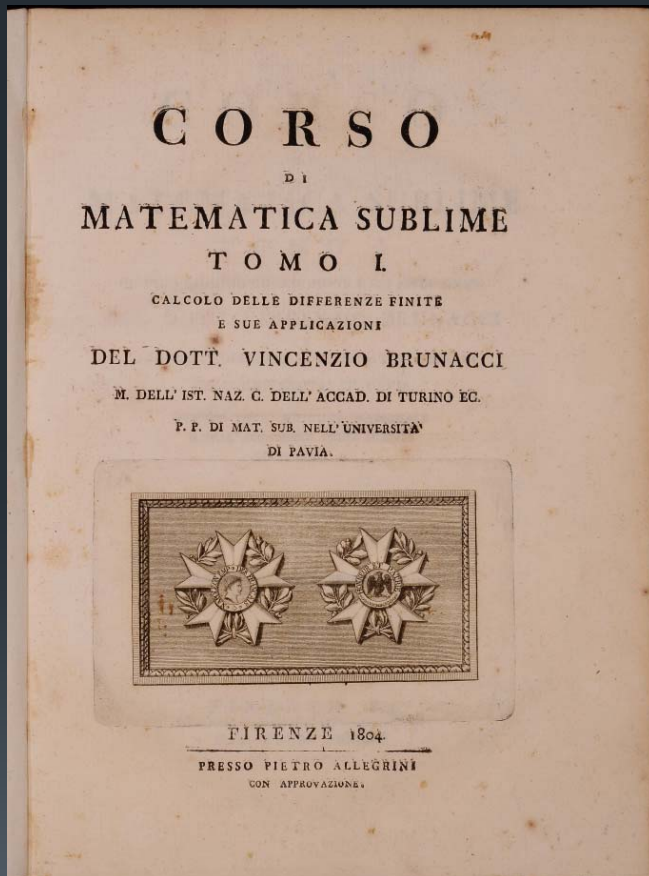 CORSO
DI
MATEMATICA SUBLIME
TOMO I.
CALCOLO DELLE DIFFERENZE FINITE
E SUE APPLICAZIONI
DEL DOTT. VINCENZIO BRUNACCI
M. DELL' IST. NAZ. C. DELL' ACCAD. DI TURINO EC.
P. P. DI MAT. SUB. NELL' UNIVERSITA'
DI PAVIA.
FIRENZE 1804.
PRESSO PIETRO ALLEGRINI
CON APPROVAZIONE.